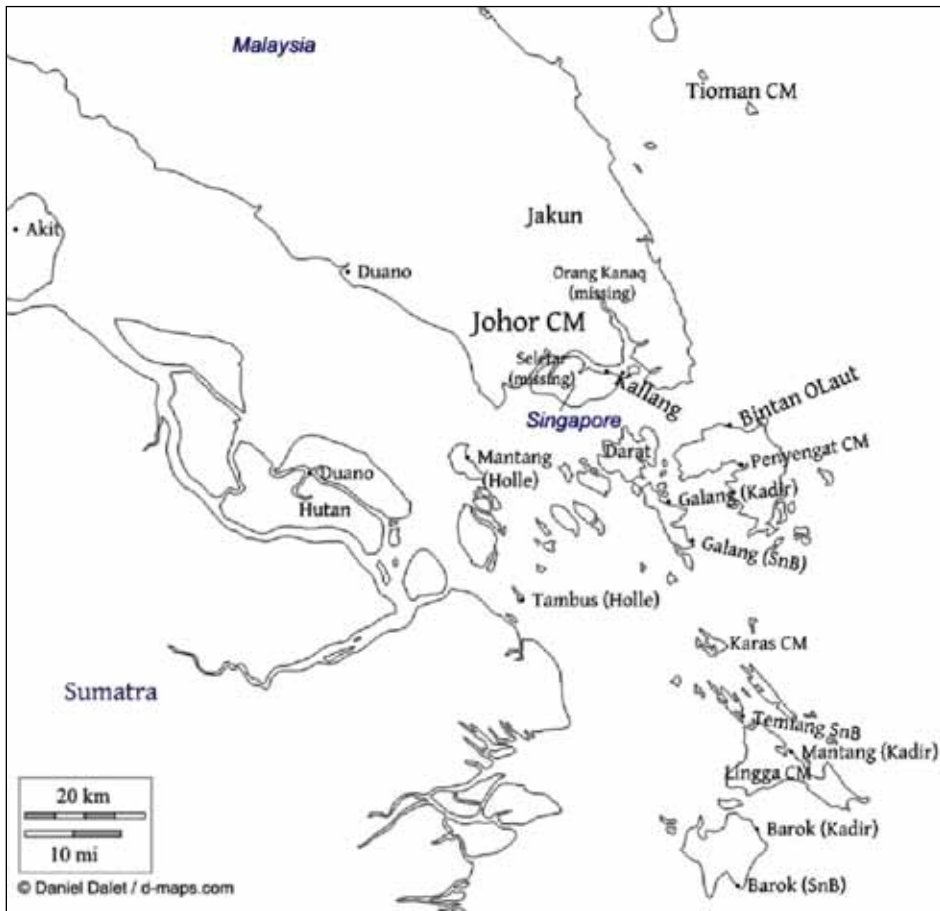 Malaysia
Tioman CM
Jakun
Akit
Duano
Orang Kanaq
(missing)
Johor CM
Seletar
(missing)
Kallang
Singapore
Bintan OLaut
Darat
Penyengat CM
Mantang
(Holle)
Duano
Hutan
Galang (Kadir)
Galang (SnB)
Tambus (Holle)
Karas CM
Sumatra
Temiang SnB
Mantang (Kadir)
Lingga CM
20 km
10 mi
Barok (Kadir)
Barok (SnB)
© Daniel Dalet / d-maps.com